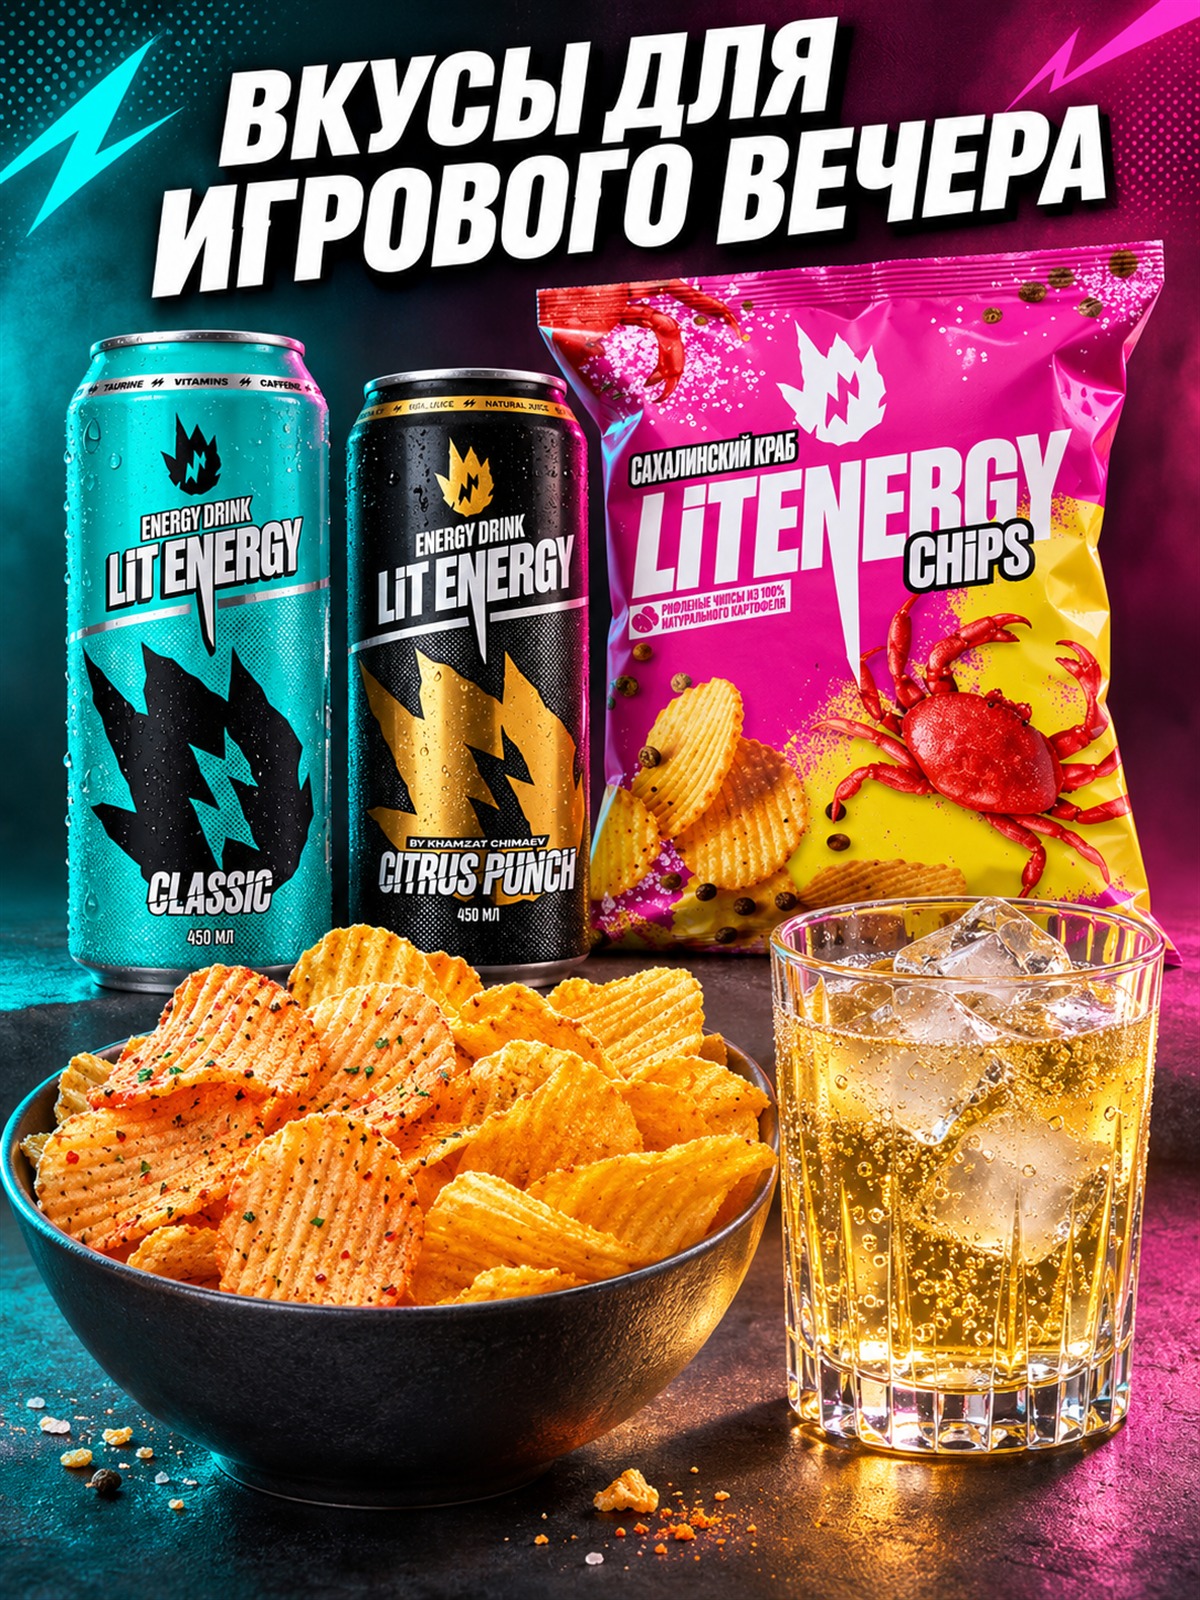 ВКУСЫ ДЛЯ
ИГРОВОГО ВЕЧЕРА
TAURINE VITAMINS CAFFEINE
ENERGY DRINK
LIT ENERGY
CLASSIC
450 МЛ
NATURAL JUICE
ENERGY DRINK
LIT ENERGY
BY KHAMZAT CHIMAEV
CITRUS PUNCH
450 МЛ
САХАЛИНСКИЙ КРАБ
LITENERGY
CHIPS
РИФЛЕНЫЕ ЧИПСЫ ИЗ 100%
НАТУРАЛЬНОГО КАРТОФЕЛЯ